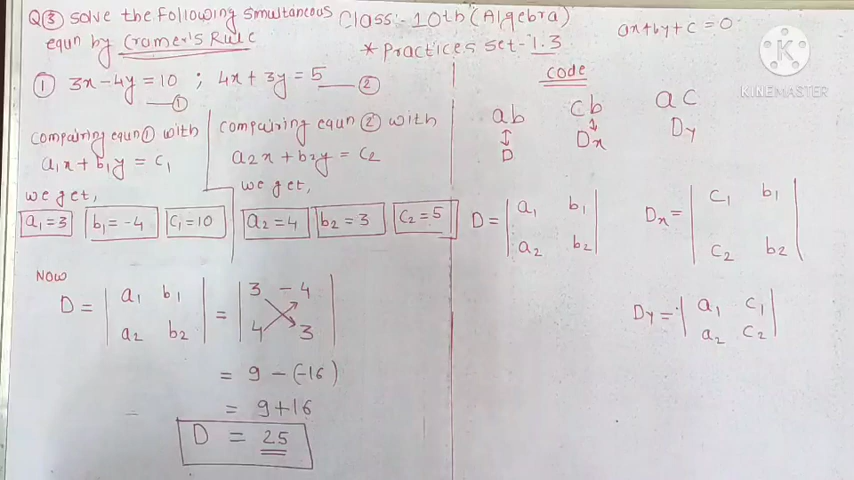 Q③ solve the following simultaneous
equn by Cramer's Rule
Class:- 10th (Algebra)
* Practices set-1.3
ax+by+c=0
KINEMASTER
① 3x-4y=10 ; 4x+3y=5 —②
—①
comparing equn① with
a₁x+b₁y=c₁
we get,
a₁=3 b₁=-4 c₁=10
comparing equn ② with
a2x+b2y=c2
we get,
a₂=4 b₂=3 c₂=5
Now
D = | a₁ b₁ | = | 3 -4 |
| a₂ b₂ | | 4 3 |
= 9-(-16)
= 9+16
D = 25
code
ab cb ac
↕ ↕
D Dx Dy
D = | a₁ b₁ |
| a₂ b₂ |
Dx= | c₁ b₁ |
| c₂ b₂ |
Dy= | a₁ c₁ |
| a₂ c₂ |